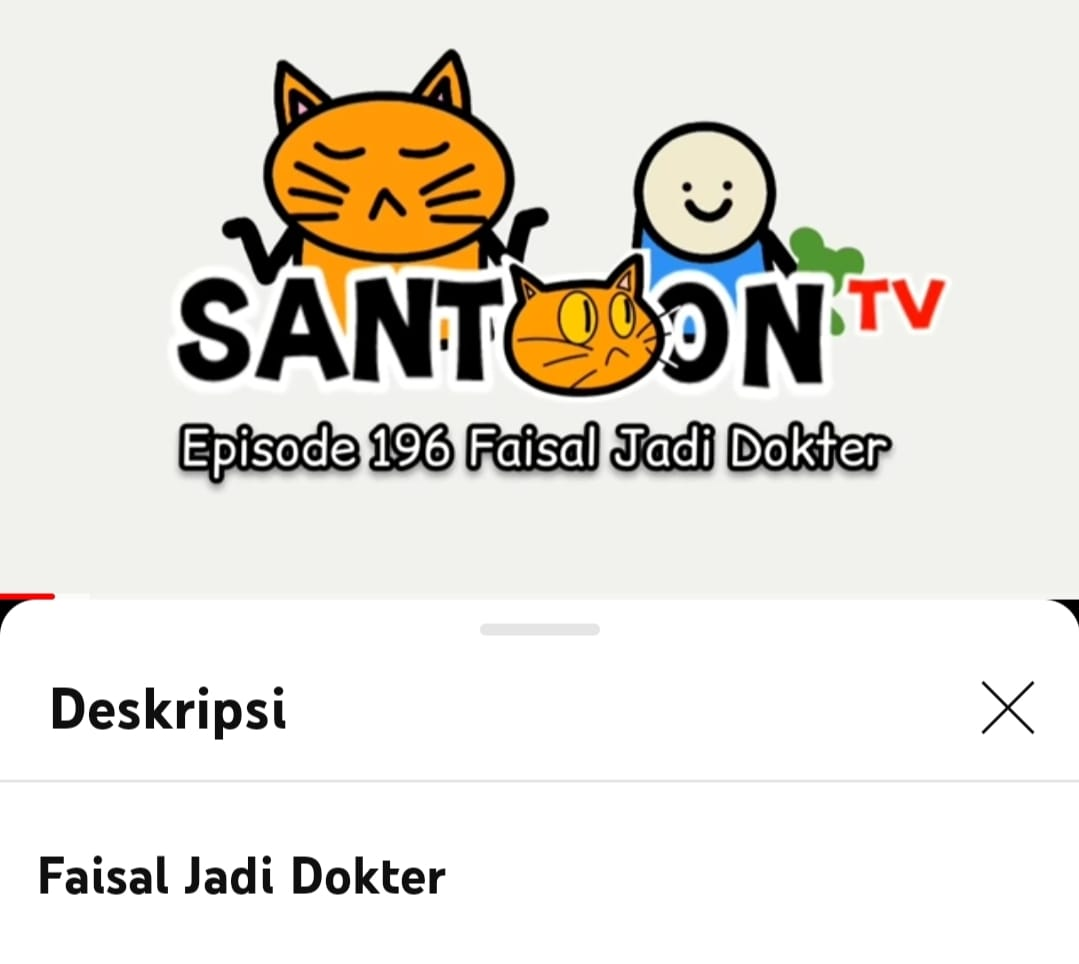 SANTOON TV
Episode 196 Faisal Jadi Dokter
Deskripsi
Faisal Jadi Dokter